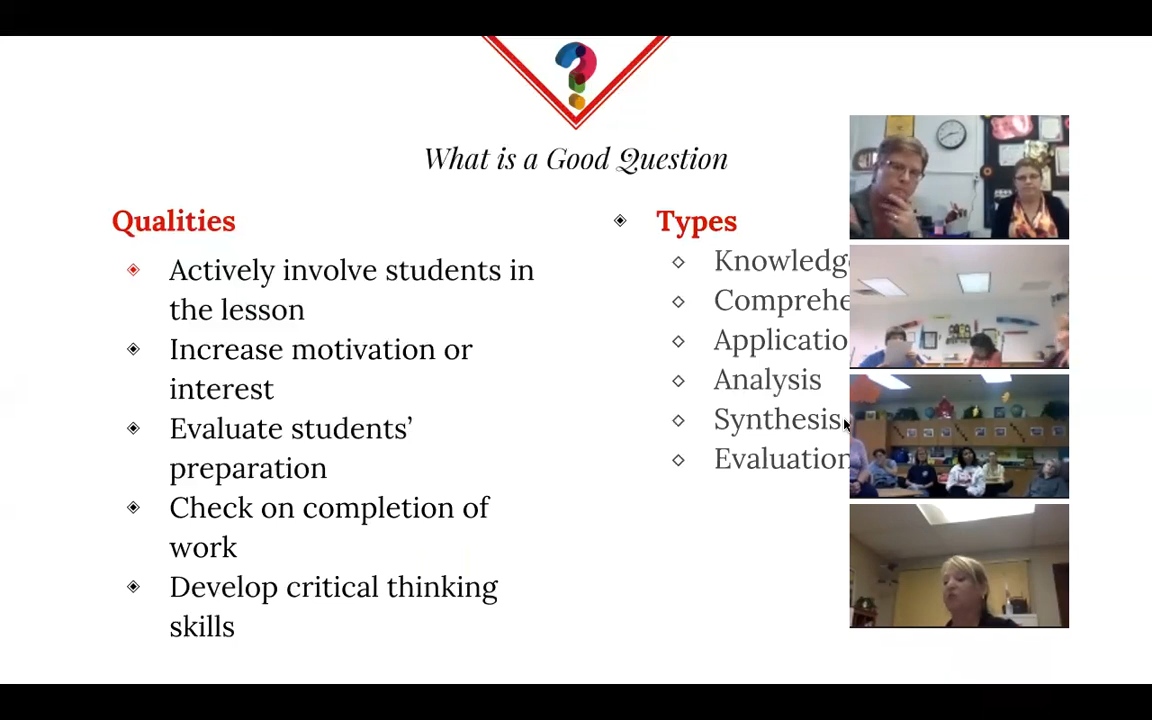 What is a Good Question
Qualities
Actively involve students in
the lesson
Increase motivation or
interest
Evaluate students’
preparation
Check on completion of
work
Develop critical thinking
skills
Types
Knowledg
Comprehe
Applicatio
Analysis
Synthesis
Evaluation